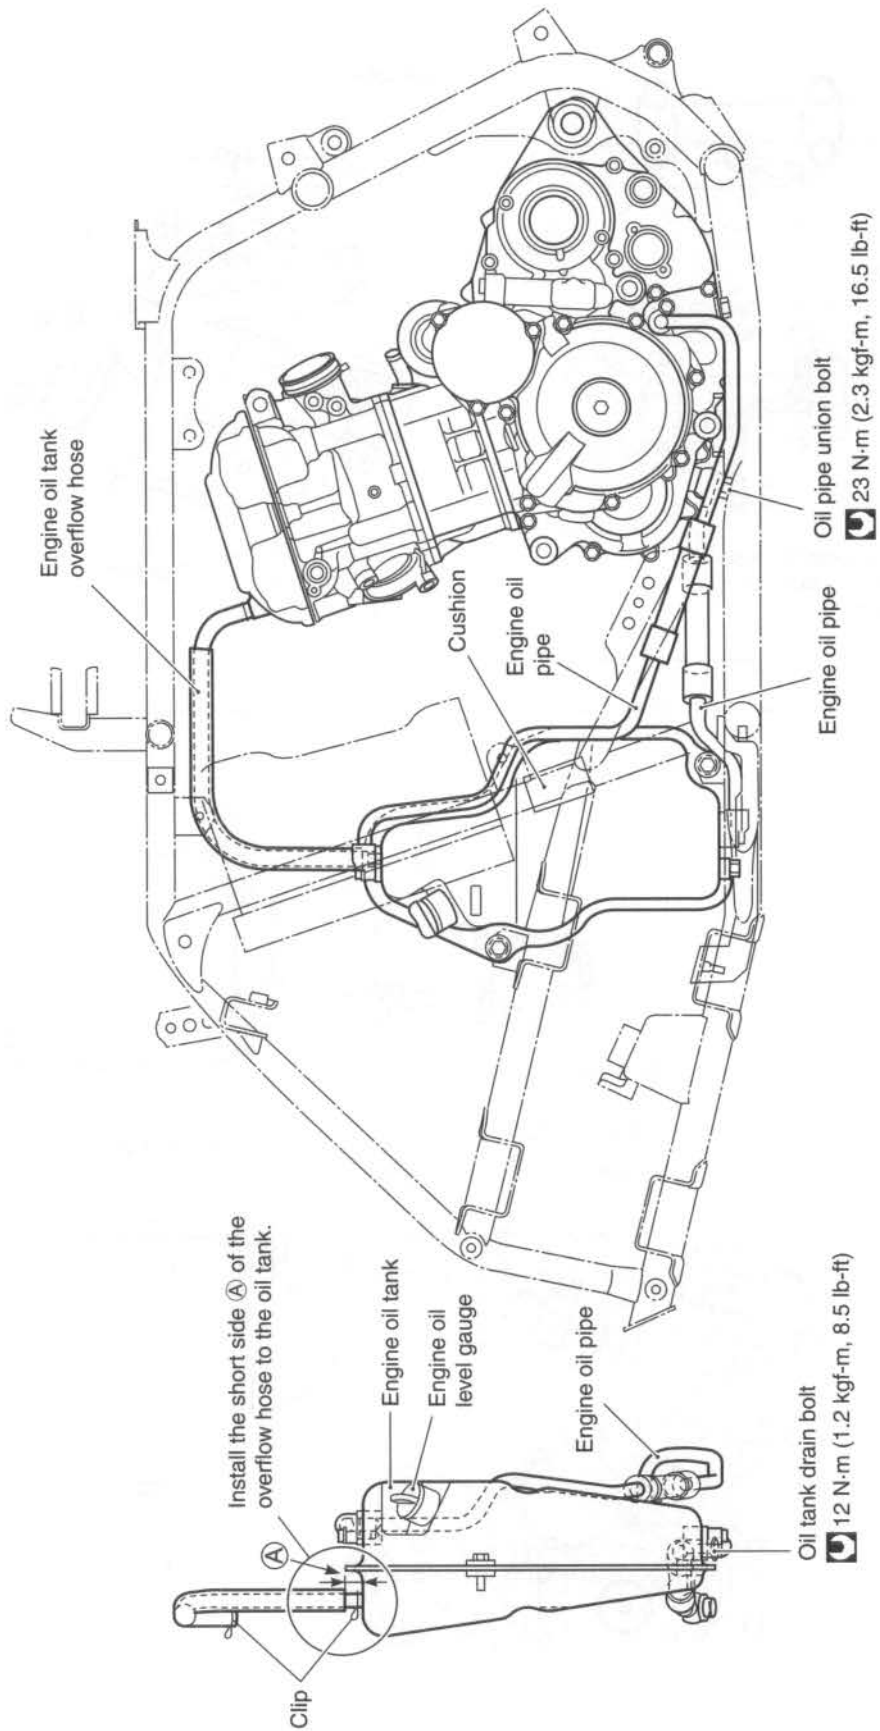 Install the short side Ⓐ of the
overflow hose to the oil tank.
Ⓐ
Clip
Engine oil tank
Engine oil
level gauge
Engine oil pipe
Oil tank drain bolt
12 N·m (1.2 kgf-m, 8.5 lb-ft)
Engine oil tank
overflow hose
Cushion
Engine oil
pipe
Engine oil pipe
Oil pipe union bolt
23 N·m (2.3 kgf-m, 16.5 lb-ft)